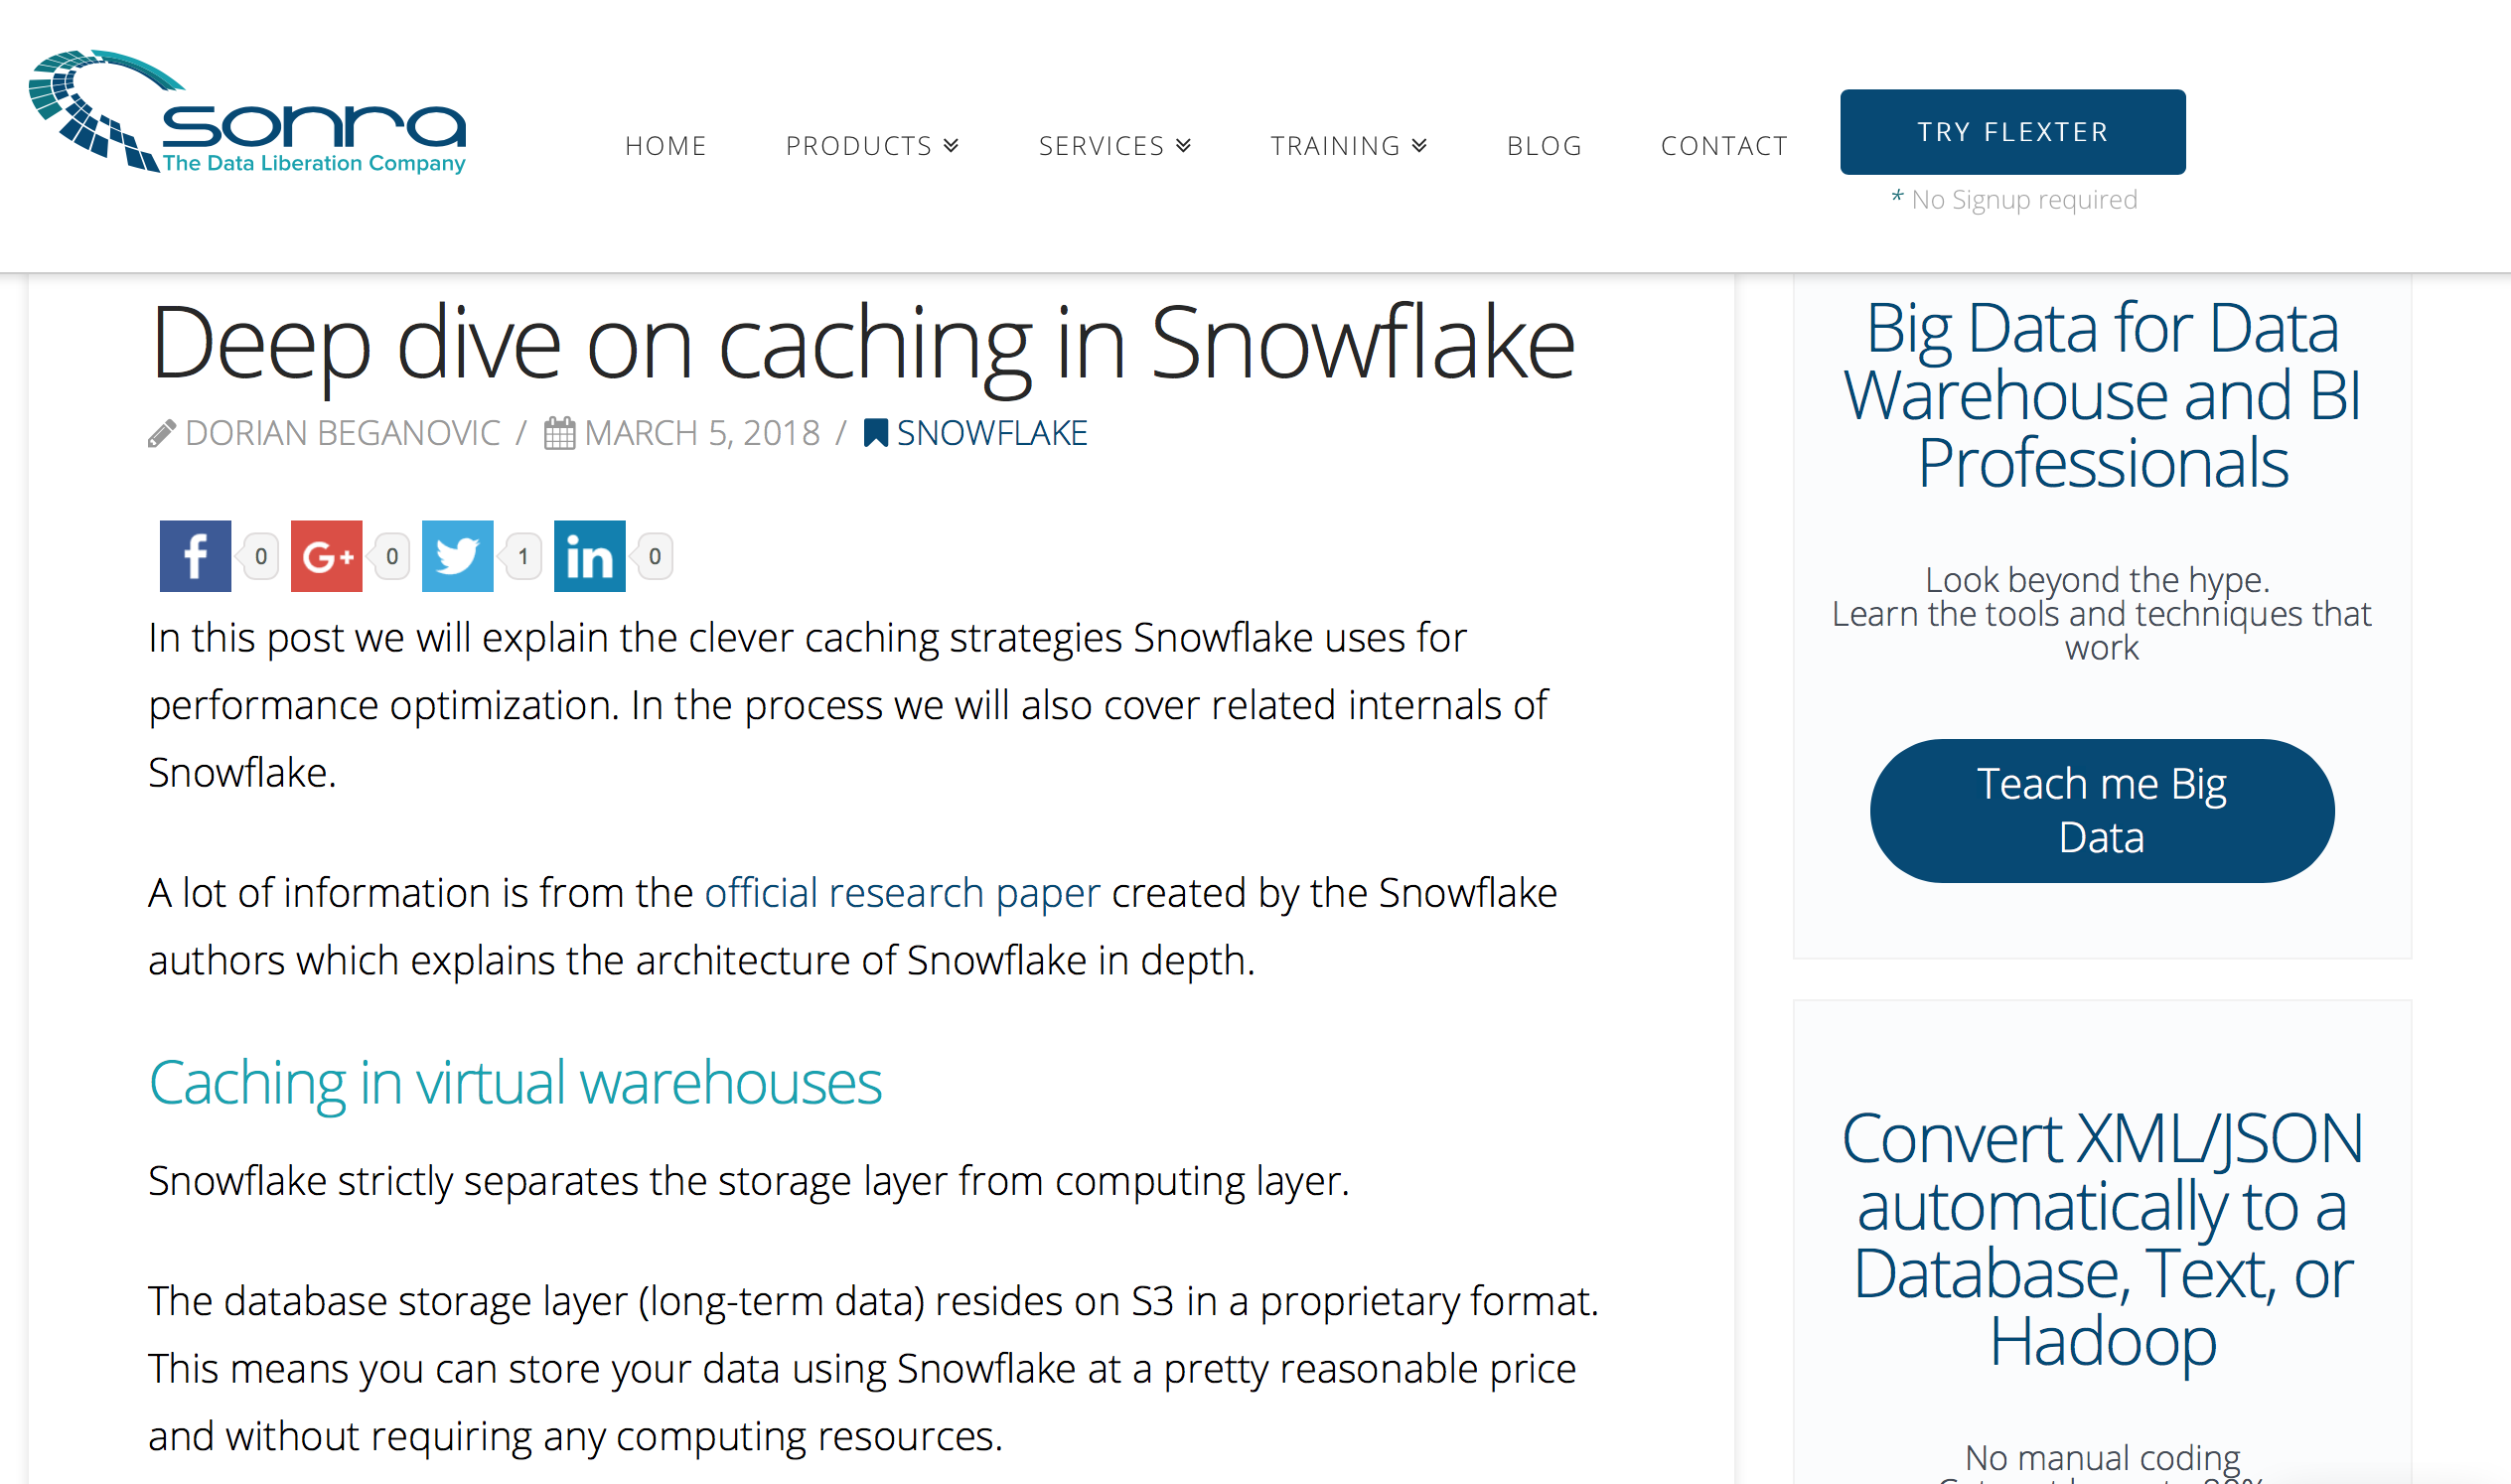 sonra
The Data Liberation Company
HOME
PRODUCTS
SERVICES
TRAINING
BLOG
CONTACT
TRY FLEXTER
* No Signup required
Deep dive on caching in Snowflake
DORIAN BEGANOVIC / MARCH 5, 2018 / SNOWFLAKE
f 0 G+ 0 1 in 0
In this post we will explain the clever caching strategies Snowflake uses for
performance optimization. In the process we will also cover related internals of
Snowflake.
A lot of information is from the official research paper created by the Snowflake
authors which explains the architecture of Snowflake in depth.
Caching in virtual warehouses
Snowflake strictly separates the storage layer from computing layer.
The database storage layer (long-term data) resides on S3 in a proprietary format.
This means you can store your data using Snowflake at a pretty reasonable price
and without requiring any computing resources.
Big Data for Data
Warehouse and BI
Professionals
Look beyond the hype.
Learn the tools and techniques that
work
Teach me Big
Data
Convert XML/JSON
automatically to a
Database, Text, or
Hadoop
No manual coding